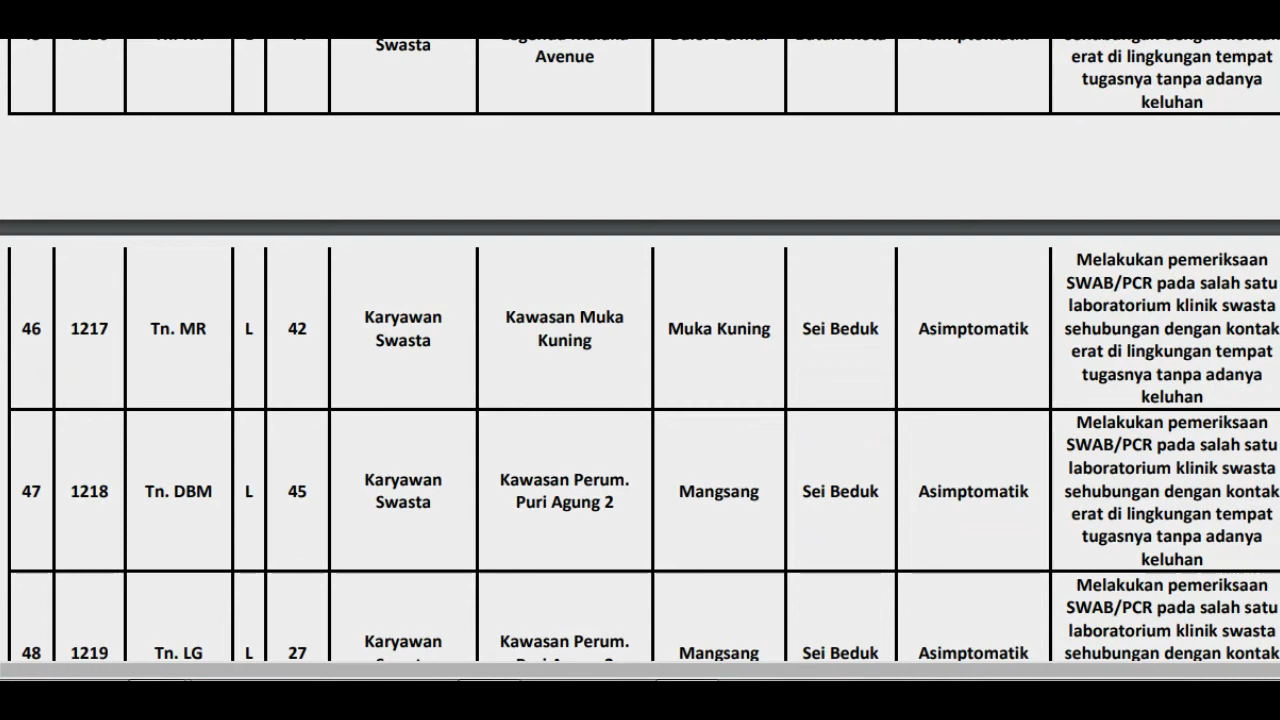 Swasta
Avenue
erat di lingkungan tempat
tugasnya tanpa adanya
keluhan
46
1217
Tn. MR
L
42
Karyawan
Swasta
Kawasan Muka
Kuning
Muka Kuning
Sei Beduk
Asimptomatik
Melakukan pemeriksaan
SWAB/PCR pada salah satu
laboratorium klinik swasta
sehubungan dengan kontak
erat di lingkungan tempat
tugasnya tanpa adanya
keluhan
47
1218
Tn. DBM
L
45
Karyawan
Swasta
Kawasan Perum.
Puri Agung 2
Mangsang
Sei Beduk
Asimptomatik
Melakukan pemeriksaan
SWAB/PCR pada salah satu
laboratorium klinik swasta
sehubungan dengan kontak
erat di lingkungan tempat
tugasnya tanpa adanya
keluhan
48
1219
Tn. LG
L
27
Karyawan
Kawasan Perum.
Mangsang
Sei Beduk
Asimptomatik
Melakukan pemeriksaan
SWAB/PCR pada salah satu
laboratorium klinik swasta
sehubungan dengan kontak